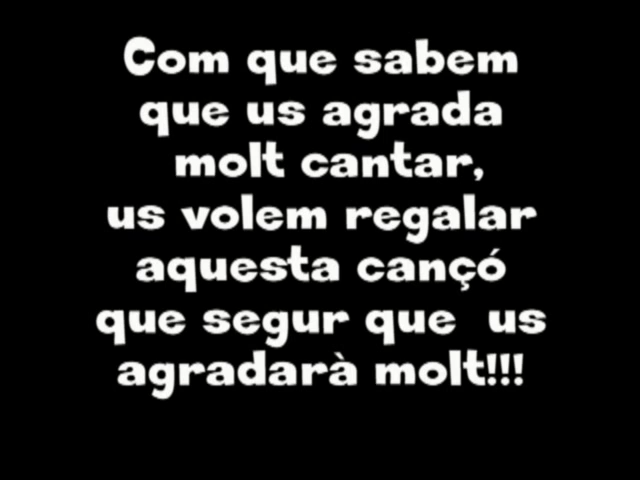 Com que sabem
que us agrada
molt cantar,
us volem regalar
aquesta cançó
que segur que us
agradarà molt!!!